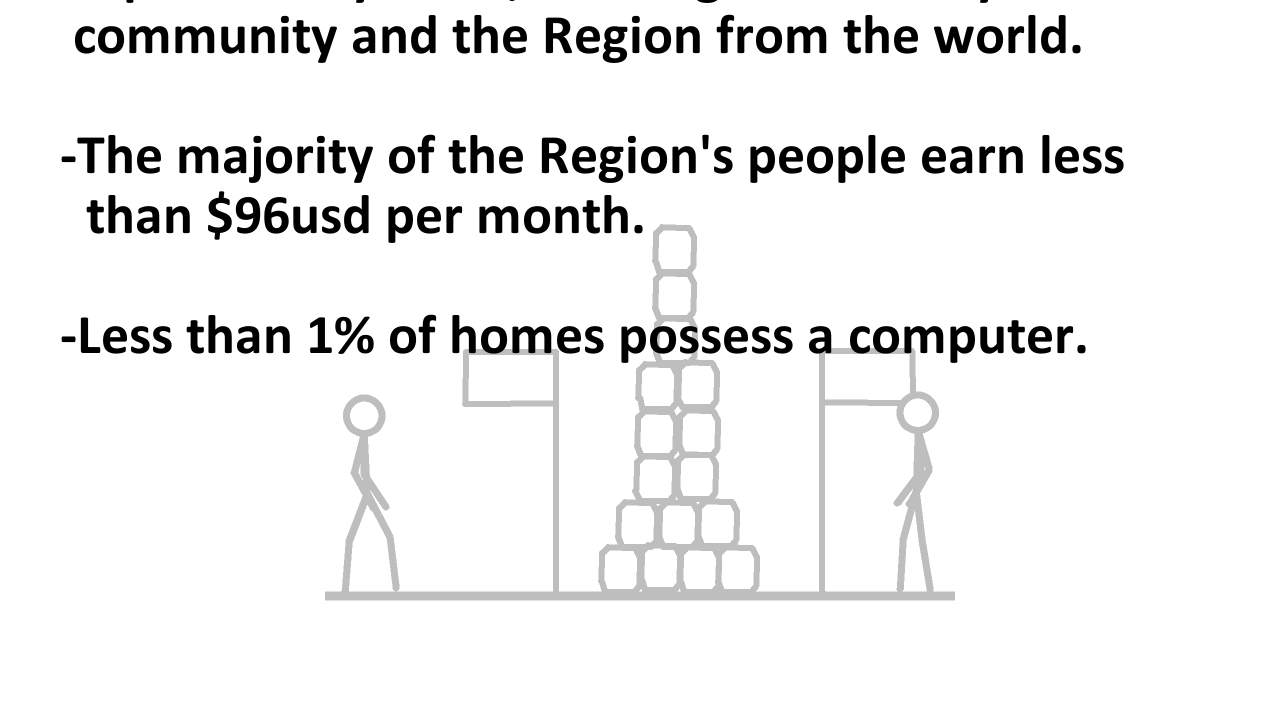 community and the Region from the world.
-The majority of the Region's people earn less
than $96usd per month.
-Less than 1% of homes possess a computer.